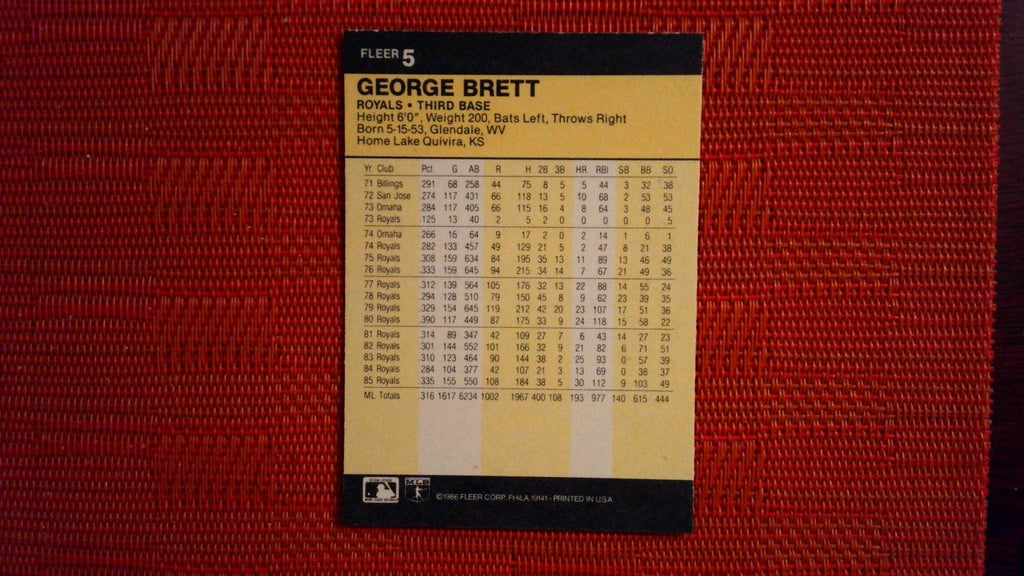 FLEER 5
GEORGE BRETT
ROYALS • THIRD BASE
Height 6'0", Weight 200, Bats Left, Throws Right
Born 5-15-53, Glendale, WV
Home Lake Quivira, KS
Yr. Club Pct. G AB R H 2B 3B HR RBI SB BB SO
71 Billings .291 68 258 44 75 8 5 5 44 3 32 38
72 San Jose .274 117 431 66 118 13 5 10 68 2 53 53
73 Omaha .284 117 405 66 115 16 4 8 64 3 48 45
73 Royals .125 13 40 2 5 2 0 0 0 0 0 5
74 Omaha .266 16 64 9 17 2 0 2 14 1 6 1
74 Royals .282 133 457 49 129 21 5 2 47 8 21 38
75 Royals .308 159 634 84 195 35 13 11 89 13 46 49
76 Royals .333 159 645 94 215 34 14 7 67 21 49 36
77 Royals .312 139 564 105 176 32 13 22 88 14 55 24
78 Royals .294 128 510 79 150 45 8 9 62 23 39 35
79 Royals .329 154 645 119 212 42 20 23 107 17 51 36
80 Royals .390 117 449 87 175 33 9 24 118 15 58 22
81 Royals .314 89 347 42 109 27 7 6 43 14 27 23
82 Royals .301 144 552 101 166 32 9 21 82 6 71 51
83 Royals .310 123 464 90 144 38 2 25 93 0 57 39
84 Royals .284 104 377 42 107 21 3 13 69 0 38 37
85 Royals .335 155 550 108 184 38 5 30 112 9 103 49
ML Totals .316 1617 6234 1002 1967 400 108 193 977 140 615 444
MLB
©1986 FLEER CORP. PHILA. 19141 - PRINTED IN U.S.A.